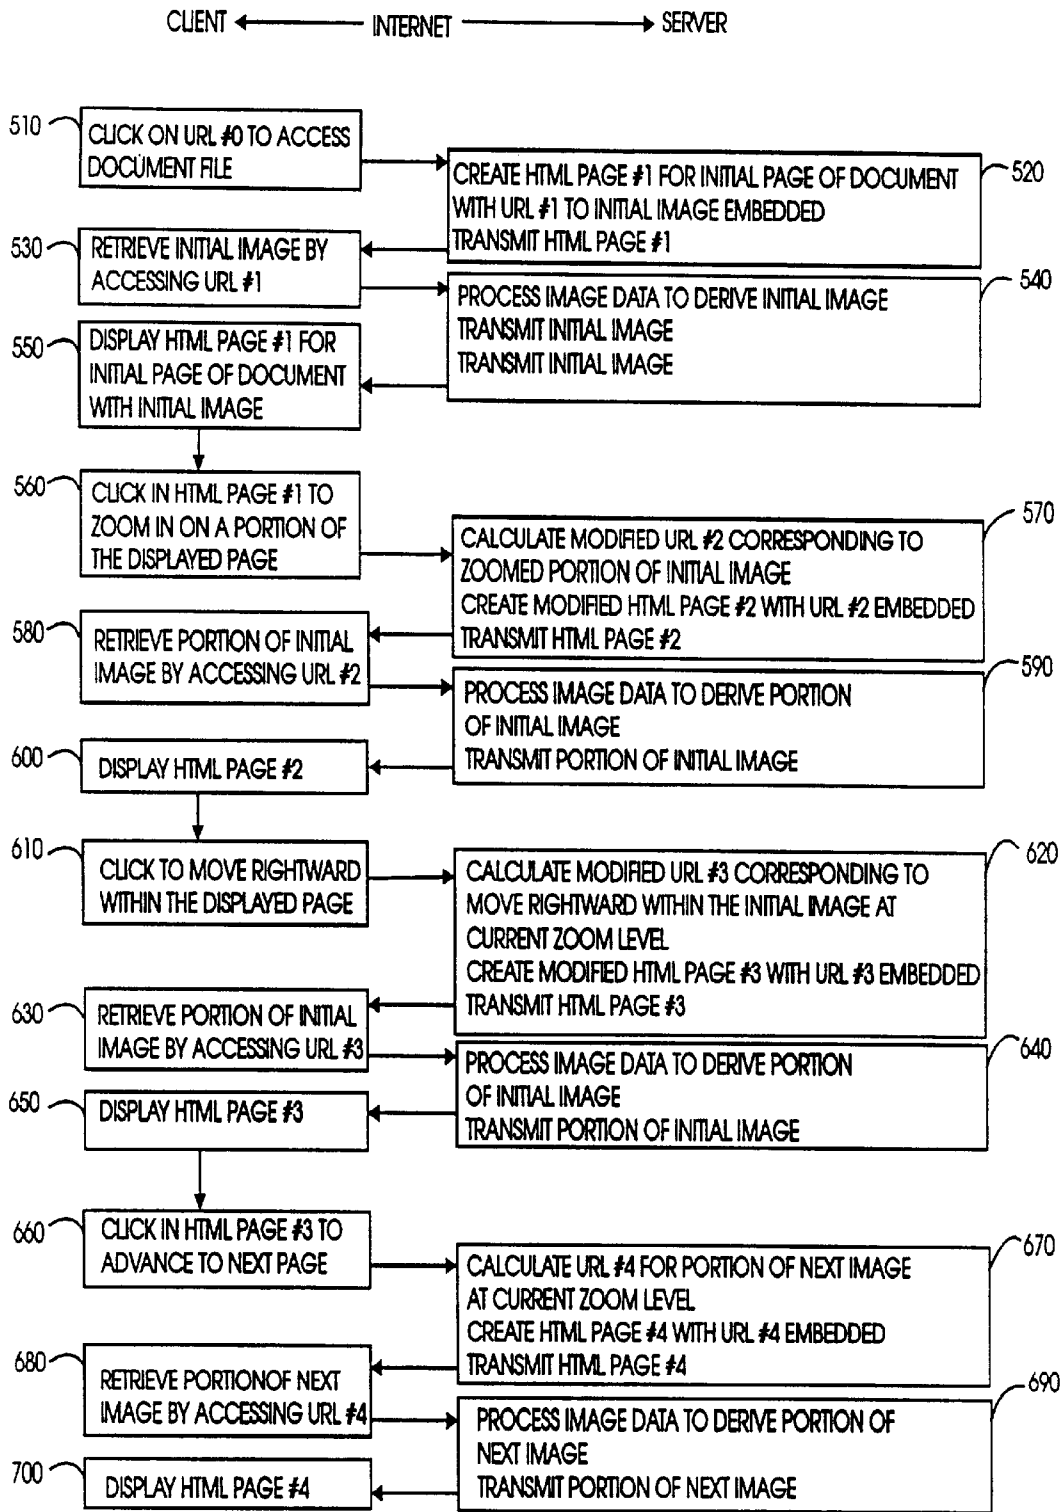 CLIENT INTERNET SERVER
510
CLICK ON URL #0 TO ACCESS
DOCUMENT FILE
520
CREATE HTML PAGE #1 FOR INITIAL PAGE OF DOCUMENT
WITH URL #1 TO INITIAL IMAGE EMBEDDED
TRANSMIT HTML PAGE #1
530
RETRIEVE INITIAL IMAGE BY
ACCESSING URL #1
540
PROCESS IMAGE DATA TO DERIVE INITIAL IMAGE
TRANSMIT INITIAL IMAGE
TRANSMIT INITIAL IMAGE
550
DISPLAY HTML PAGE #1 FOR
INITIAL PAGE OF DOCUMENT
WITH INITIAL IMAGE
560
CLICK IN HTML PAGE #1 TO
ZOOM IN ON A PORTION OF
THE DISPLAYED PAGE
570
CALCULATE MODIFIED URL #2 CORRESPONDING TO
ZOOMED PORTION OF INITIAL IMAGE
CREATE MODIFIED HTML PAGE #2 WITH URL #2 EMBEDDED
TRANSMIT HTML PAGE #2
580
RETRIEVE PORTION OF INITIAL
IMAGE BY ACCESSING URL #2
590
PROCESS IMAGE DATA TO DERIVE PORTION
OF INITIAL IMAGE
TRANSMIT PORTION OF INITIAL IMAGE
600
DISPLAY HTML PAGE #2
610
CLICK TO MOVE RIGHTWARD
WITHIN THE DISPLAYED PAGE
620
CALCULATE MODIFIED URL #3 CORRESPONDING TO
MOVE RIGHTWARD WITHIN THE INITIAL IMAGE AT
CURRENT ZOOM LEVEL
CREATE MODIFIED HTML PAGE #3 WITH URL #3 EMBEDDED
TRANSMIT HTML PAGE #3
630
RETRIEVE PORTION OF INITIAL
IMAGE BY ACCESSING URL #3
640
PROCESS IMAGE DATA TO DERIVE PORTION
OF INITIAL IMAGE
TRANSMIT PORTION OF INITIAL IMAGE
650
DISPLAY HTML PAGE #3
660
CLICK IN HTML PAGE #3 TO
ADVANCE TO NEXT PAGE
670
CALCULATE URL #4 FOR PORTION OF NEXT IMAGE
AT CURRENT ZOOM LEVEL
CREATE HTML PAGE #4 WITH URL #4 EMBEDDED
TRANSMIT HTML PAGE #4
680
RETRIEVE PORTIONOF NEXT
IMAGE BY ACCESSING URL #4
690
PROCESS IMAGE DATA TO DERIVE PORTION OF
NEXT IMAGE
TRANSMIT PORTION OF NEXT IMAGE
700
DISPLAY HTML PAGE #4